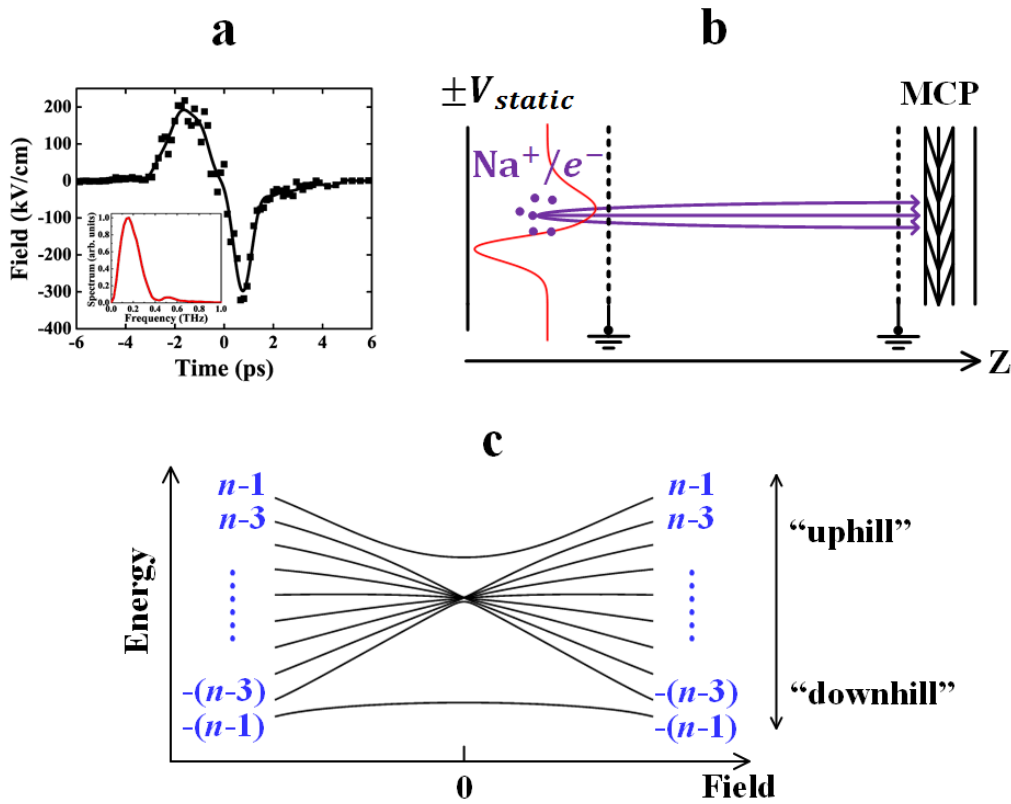 a
Field (kV/cm)
200
100
0
-100
-200
-300
-400
-6
-4
-2
0
2
4
6
Time (ps)
Spectrum (arb. units)
1.0
0.8
0.6
0.4
0.2
0.0
0.0
0.2
0.4
0.6
0.8
1.0
Frequency (THz)
b
±Vstatic
MCP
Na+/e−
Z
c
Energy
n-1
n-3
-(n-3)
-(n-1)
n-1
n-3
-(n-3)
-(n-1)
“uphill”
“downhill”
0
Field